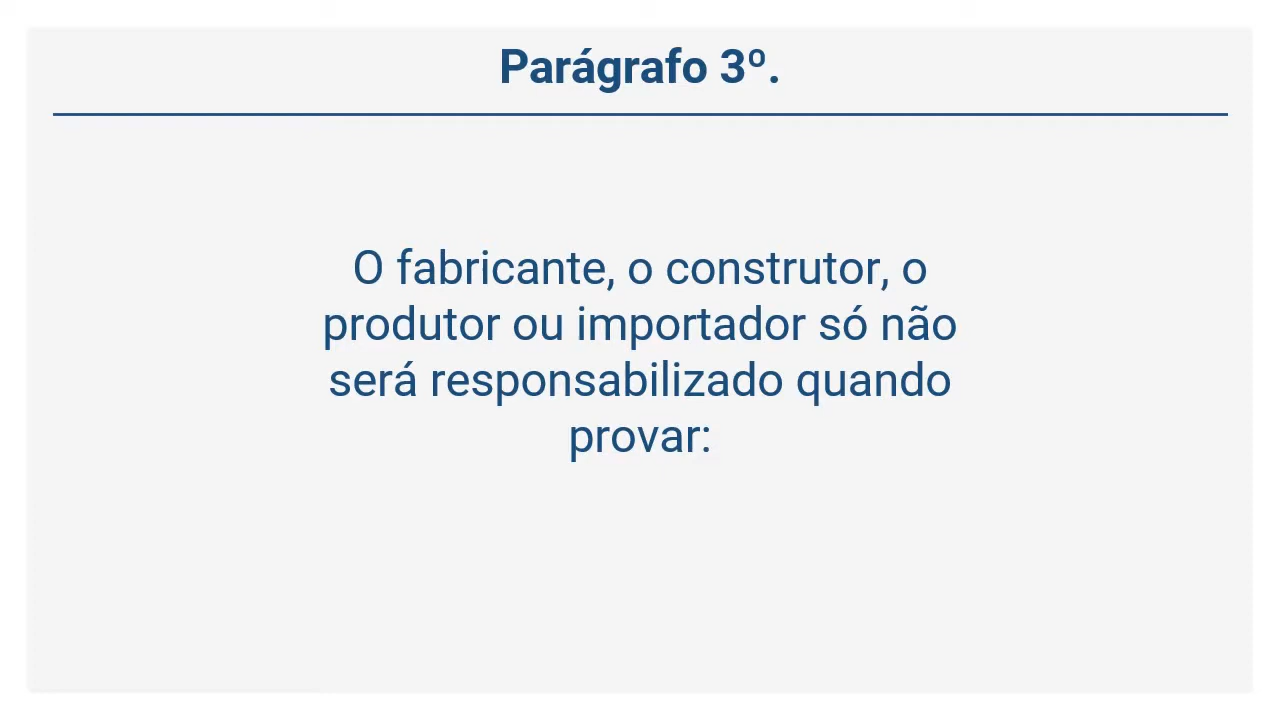 Parágrafo 3º.
O fabricante, o construtor, o
produtor ou importador só não
será responsabilizado quando
provar: